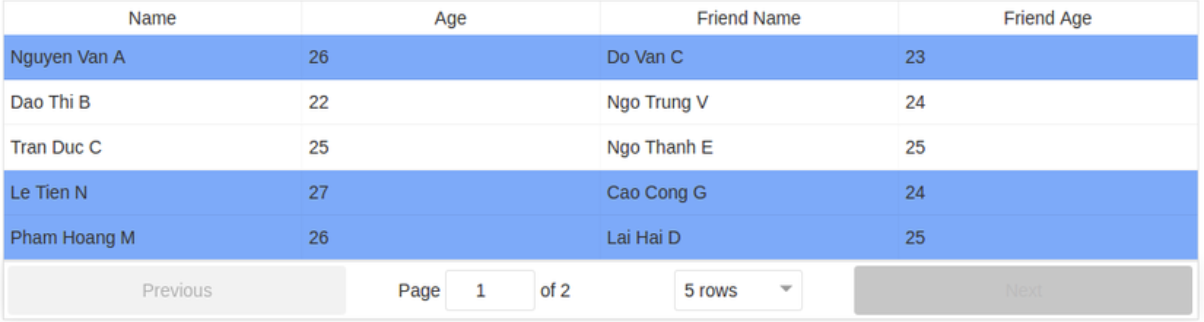 Name Age Friend Name Friend Age
Nguyen Van A 26 Do Van C 23
Dao Thi B 22 Ngo Trung V 24
Tran Duc C 25 Ngo Thanh E 25
Le Tien N 27 Cao Cong G 24
Pham Hoang M 26 Lai Hai D 25
Previous Page 1 of 2 5 rows Next